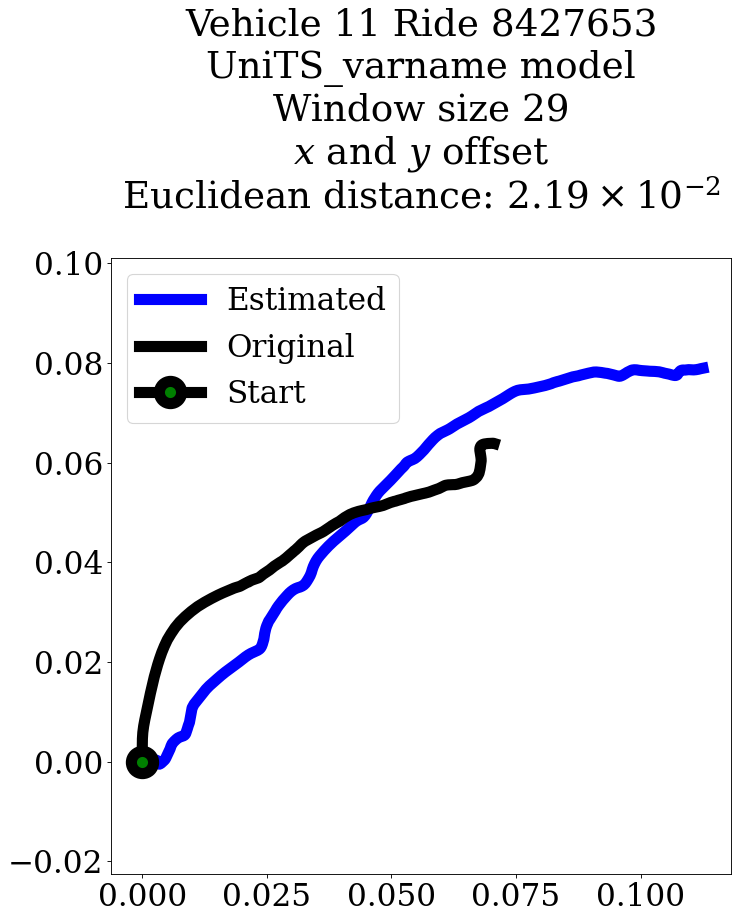 Vehicle 11 Ride 8427653
UniTS_varname model
Window size 29
x and y offset
Euclidean distance: 2.19 × 10⁻²
0.10
0.08
0.06
0.04
0.02
0.00
−0.02
Estimated
Original
Start
0.000 0.025 0.050 0.075 0.100